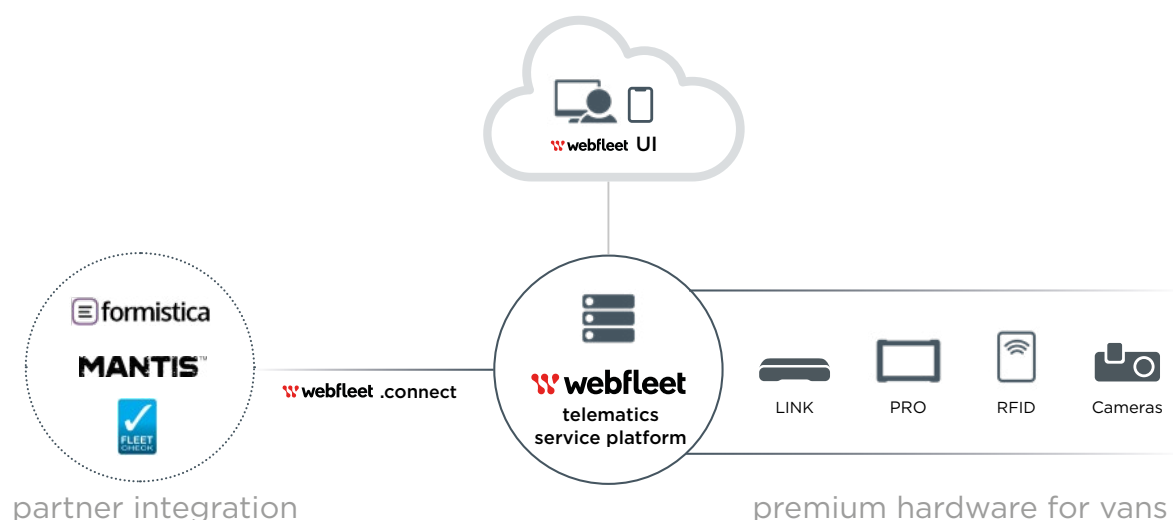 webfleet UI
formistica
MANTIS™
FLEET
CHECK
webfleet .connect
webfleet
telematics
service platform
LINK
PRO
RFID
Cameras
partner integration
premium hardware for vans